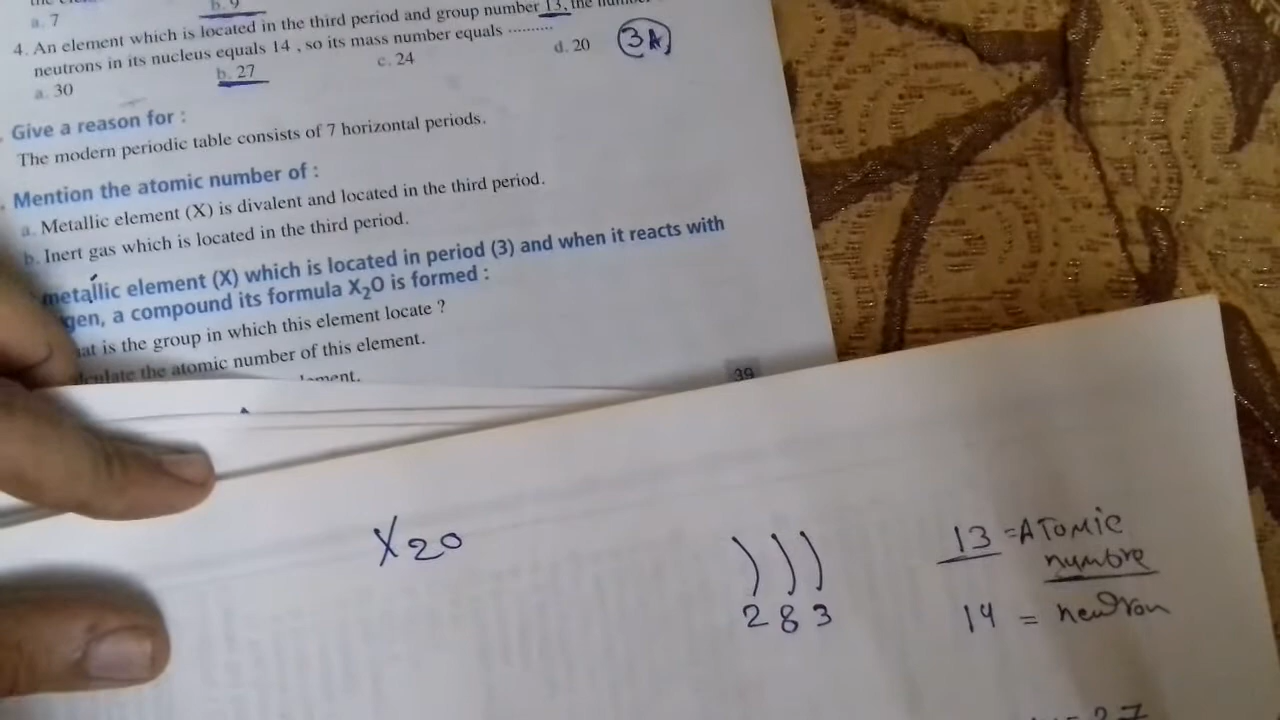 a. 7
b. 9
4. An element which is located in the third period and group number 13, the
neutrons in its nucleus equals 14 , so its mass number equals ..........
a. 30
b. 27
c. 24
d. 20
3A
Give a reason for :
The modern periodic table consists of 7 horizontal periods.
Mention the atomic number of :
a. Metallic element (X) is divalent and located in the third period.
b. Inert gas which is located in the third period.
metallic element (X) which is located in period (3) and when it reacts with
gen, a compound its formula X₂O is formed :
at is the group in which this element locate ?
lculate the atomic number of this element.
39
X₂O
2 8 3
13 = ATOMIC
numbre
14 = neutron
27